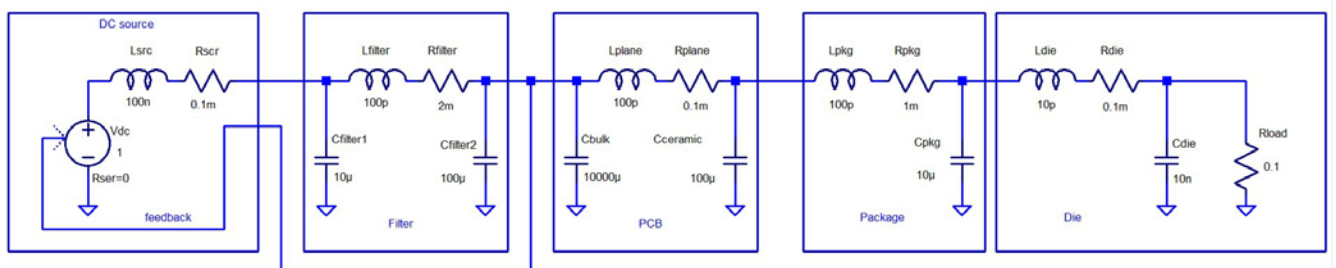 DC source
Lsrc
Rscr
100n
0.1m
Vdc
1
Rser=0
feedback
Lfilter
Rfilter
100p
2m
Cfilter1
10µ
Cfilter2
100µ
Filter
Lplane
Rplane
100p
0.1m
Cbulk
10000µ
Cceramic
100µ
PCB
Lpkg
Rpkg
100p
1m
Cpkg
10µ
Package
Ldie
Rdie
10p
0.1m
Cdie
10n
Rload
0.1
Die